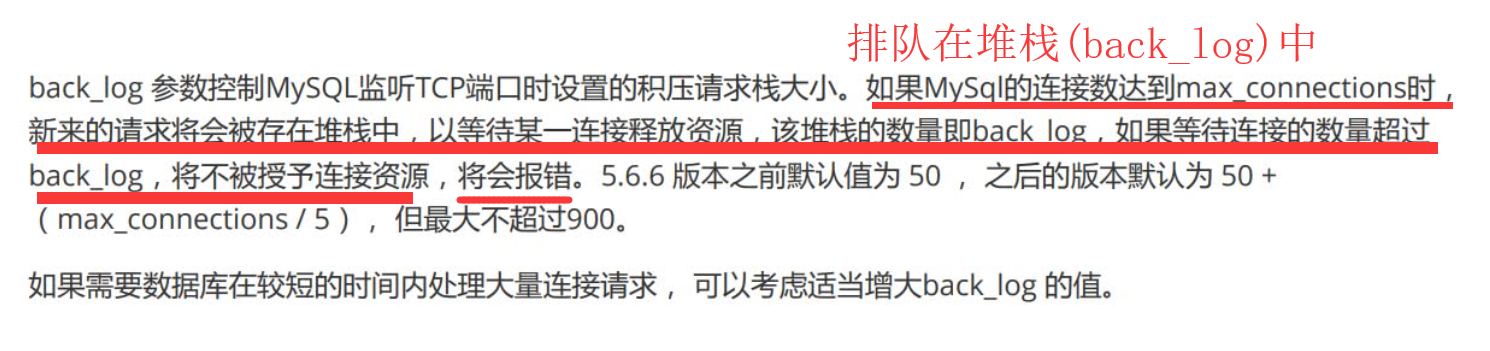 排队在堆栈(back_log)中
back_log 参数控制MySQL监听TCP端口时设置的积压请求栈大小。如果MySql的连接数达到max_connections时，
新来的请求将会被存在堆栈中，以等待某一连接释放资源，该堆栈的数量即back_log，如果等待连接的数量超过
back_log，将不被授予连接资源，将会报错。5.6.6 版本之前默认值为 50 ， 之后的版本默认为 50 +
（ max_connections / 5 ）， 但最大不超过900。
如果需要数据库在较短的时间内处理大量连接请求， 可以考虑适当增大back_log 的值。